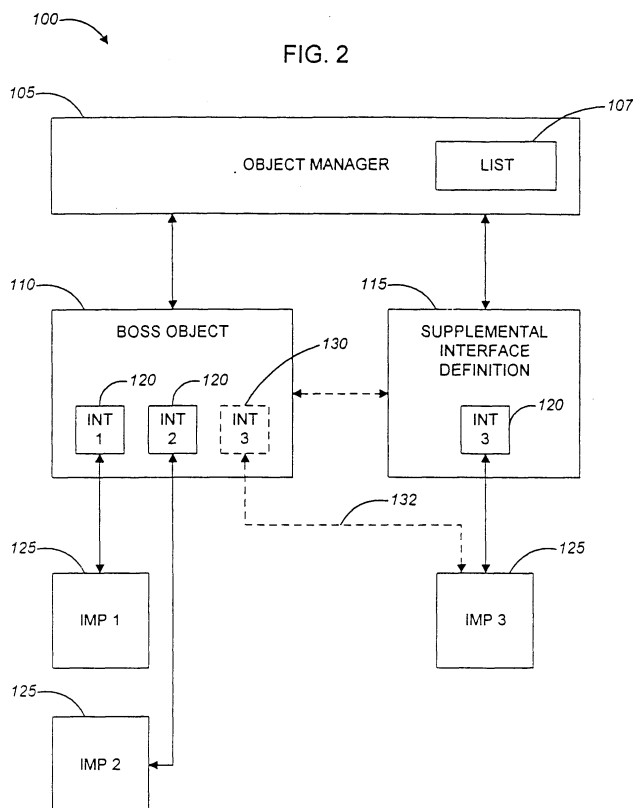 100
FIG. 2
105
107
OBJECT MANAGER
LIST
110
115
BOSS OBJECT
SUPPLEMENTAL
INTERFACE
DEFINITION
120
120
130
120
INT
1
INT
2
INT
3
INT
3
132
125
125
IMP 1
IMP 3
125
IMP 2